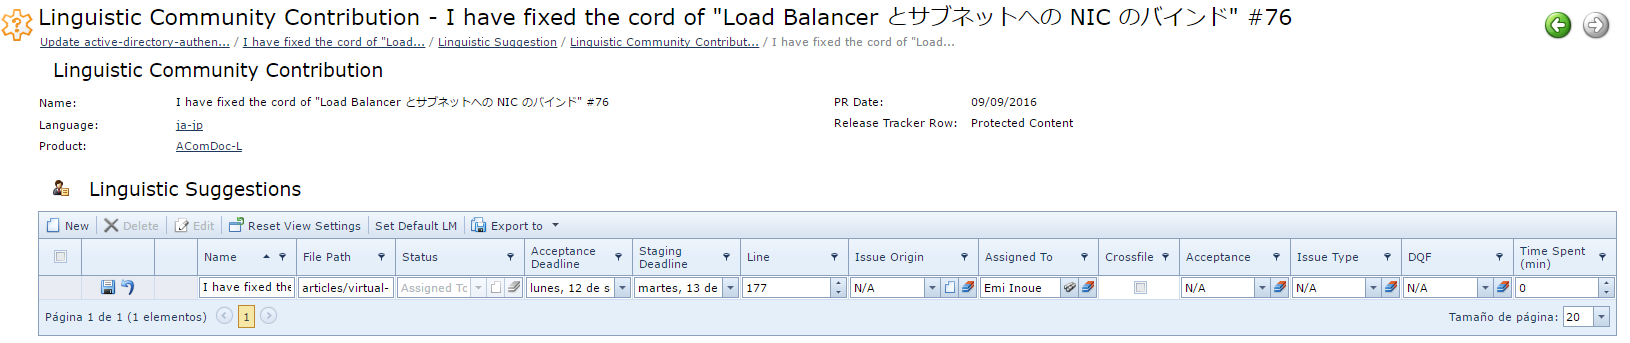 Linguistic Community Contribution - I have fixed the cord of "Load Balancer とサブネットへの NIC のバインド" #76
Update active-directory-authen... / I have fixed the cord of "Load... / Linguistic Suggestion / Linguistic Community Contribut... / I have fixed the cord of "Load...
Linguistic Community Contribution
Name: I have fixed the cord of "Load Balancer とサブネットへの NIC のバインド" #76 PR Date: 09/09/2016
Language: ja-jp Release Tracker Row: Protected Content
Product: AComDoc-L
Linguistic Suggestions
New Delete Edit Reset View Settings Set Default LM Export to
Name File Path Status Acceptance Deadline Staging Deadline Line Issue Origin Assigned To Crossfile Acceptance Issue Type DQF Time Spent (min)
I have fixed the articles/virtual- Assigned Tc lunes, 12 de s martes, 13 de 177 N/A Emi Inoue N/A N/A N/A 0
Página 1 de 1 (1 elementos) 1 Tamaño de página: 20